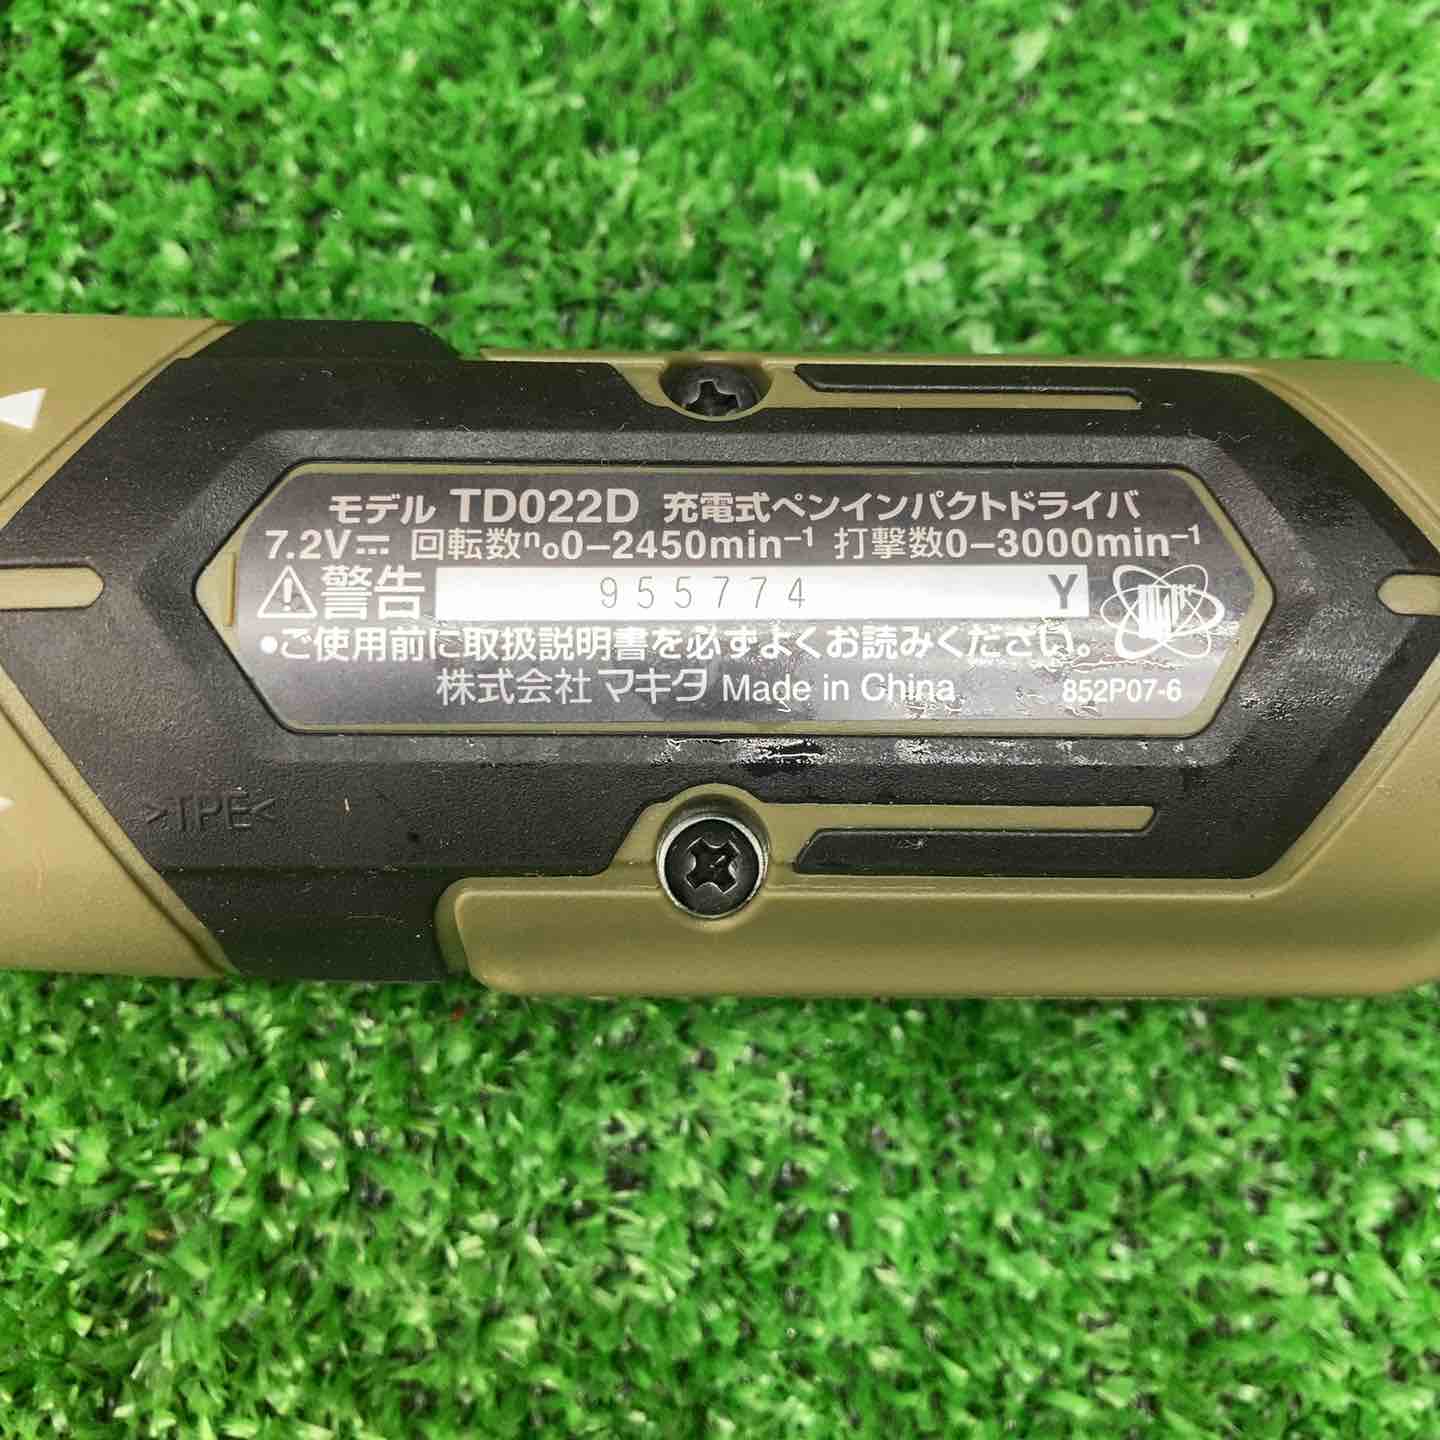 モデル TD022D 充電式ペンインパクトドライバ
7.2V⎓ 回転数n₀0-2450min⁻¹ 打撃数0-3000min⁻¹
⚠警告 955774 Y
●ご使用前に取扱説明書を必ずよくお読みください。
株式会社マキタ Made in China 852P07-6
>TPE<